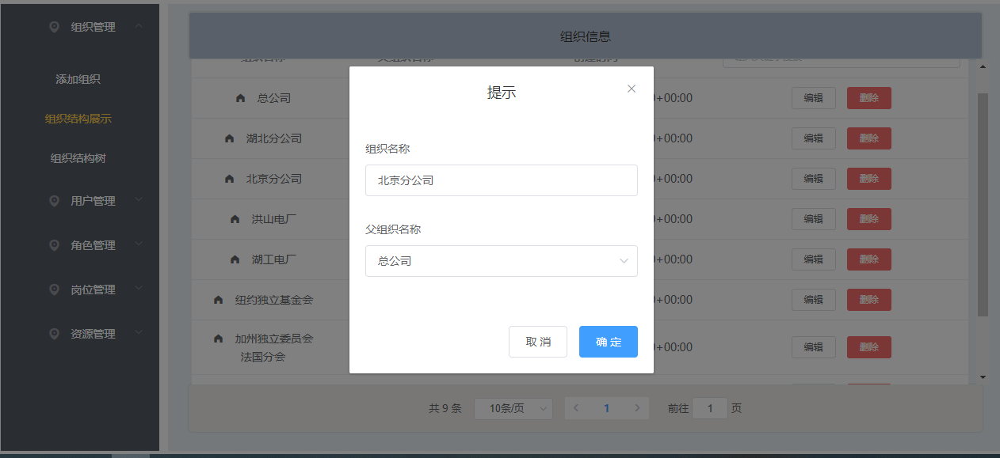 组织管理
添加组织
组织结构展示
组织结构树
用户管理
角色管理
岗位管理
资源管理
组织信息
总公司
+00:00
编辑
删除
湖北分公司
+00:00
编辑
删除
北京分公司
+00:00
编辑
删除
洪山电厂
+00:00
编辑
删除
湖工电厂
+00:00
编辑
删除
纽约独立基金会
+00:00
编辑
删除
加州独立委员会
法国分会
+00:00
编辑
删除
提示
组织名称
北京分公司
父组织名称
总公司
取 消
确 定
共 9 条
10条/页
1
前往 1 页